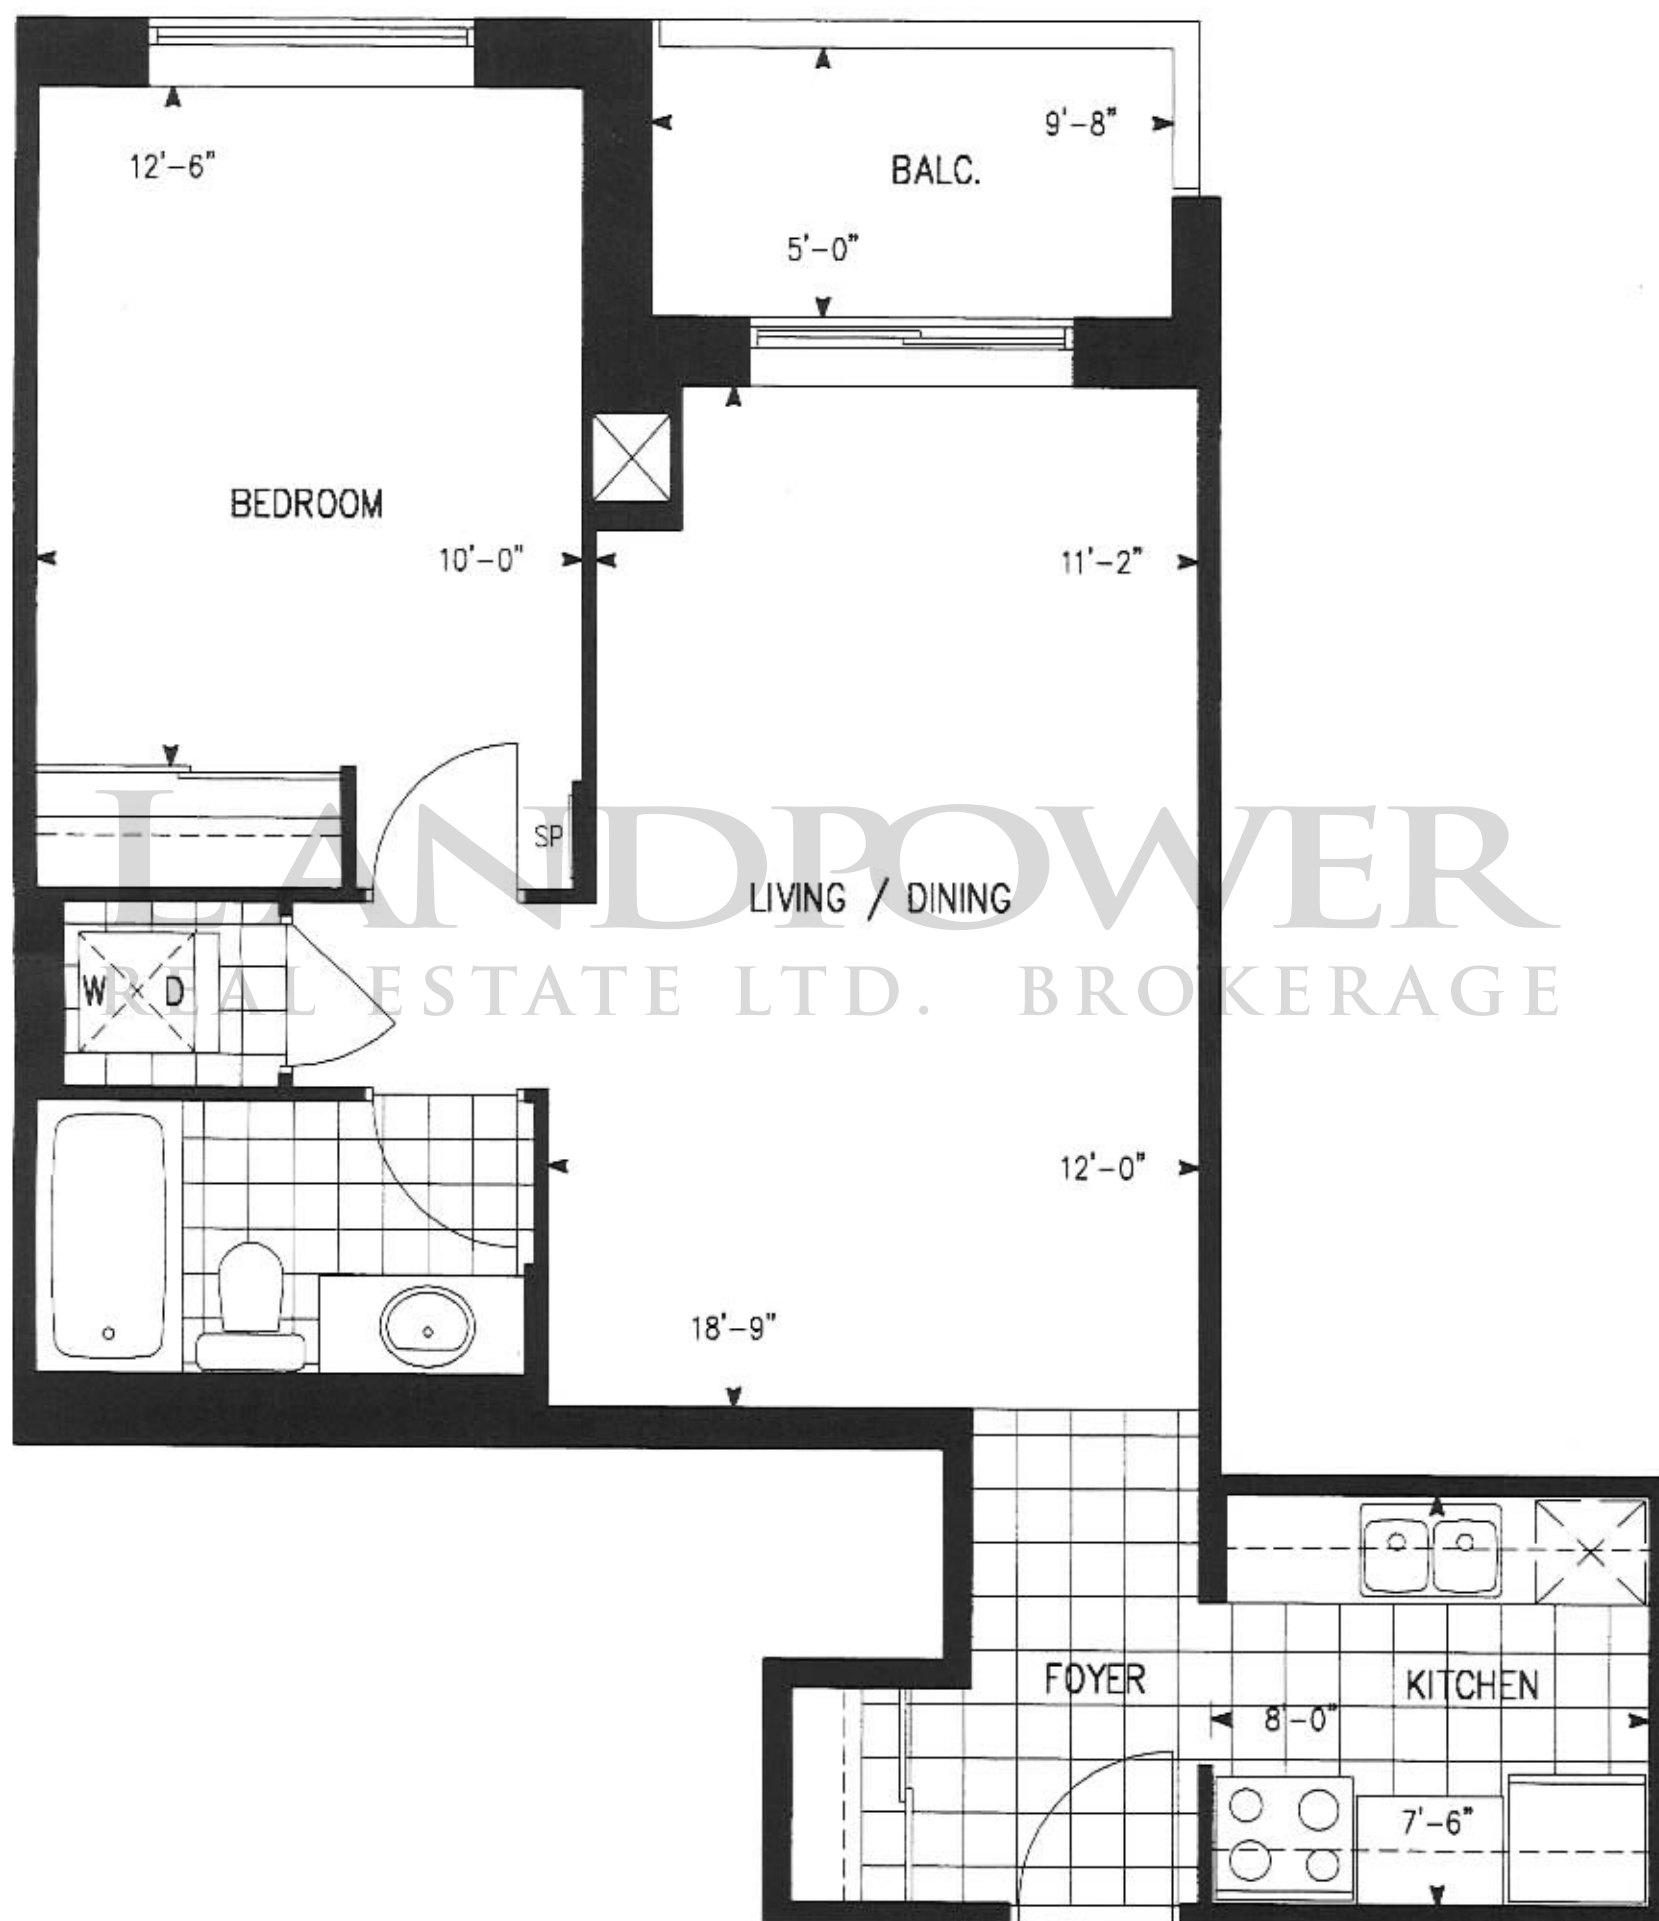 9'-8"
12'-6"
BALC.
5'-0"
BEDROOM
10'-0"
11'-2"
LANDPOWER
SP
LIVING / DINING
W D
REAL ESTATE LTD. BROKERAGE
12'-0"
18'-9"
FOYER
KITCHEN
8'-0"
7'-6"